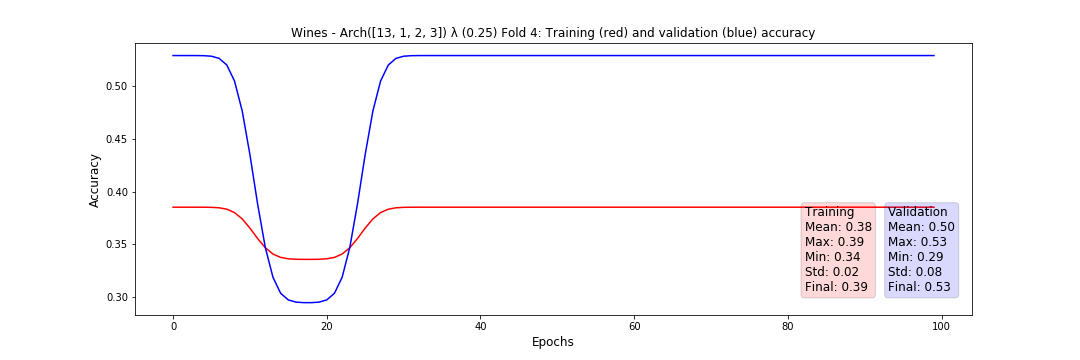 Wines - Arch([13, 1, 2, 3]) λ (0.25) Fold 4: Training (red) and validation (blue) accuracy
Accuracy
0.50
0.45
0.40
0.35
0.30
Training
Mean: 0.38
Max: 0.39
Min: 0.34
Std: 0.02
Final: 0.39
Validation
Mean: 0.50
Max: 0.53
Min: 0.29
Std: 0.08
Final: 0.53
0 20 40 60 80 100
Epochs